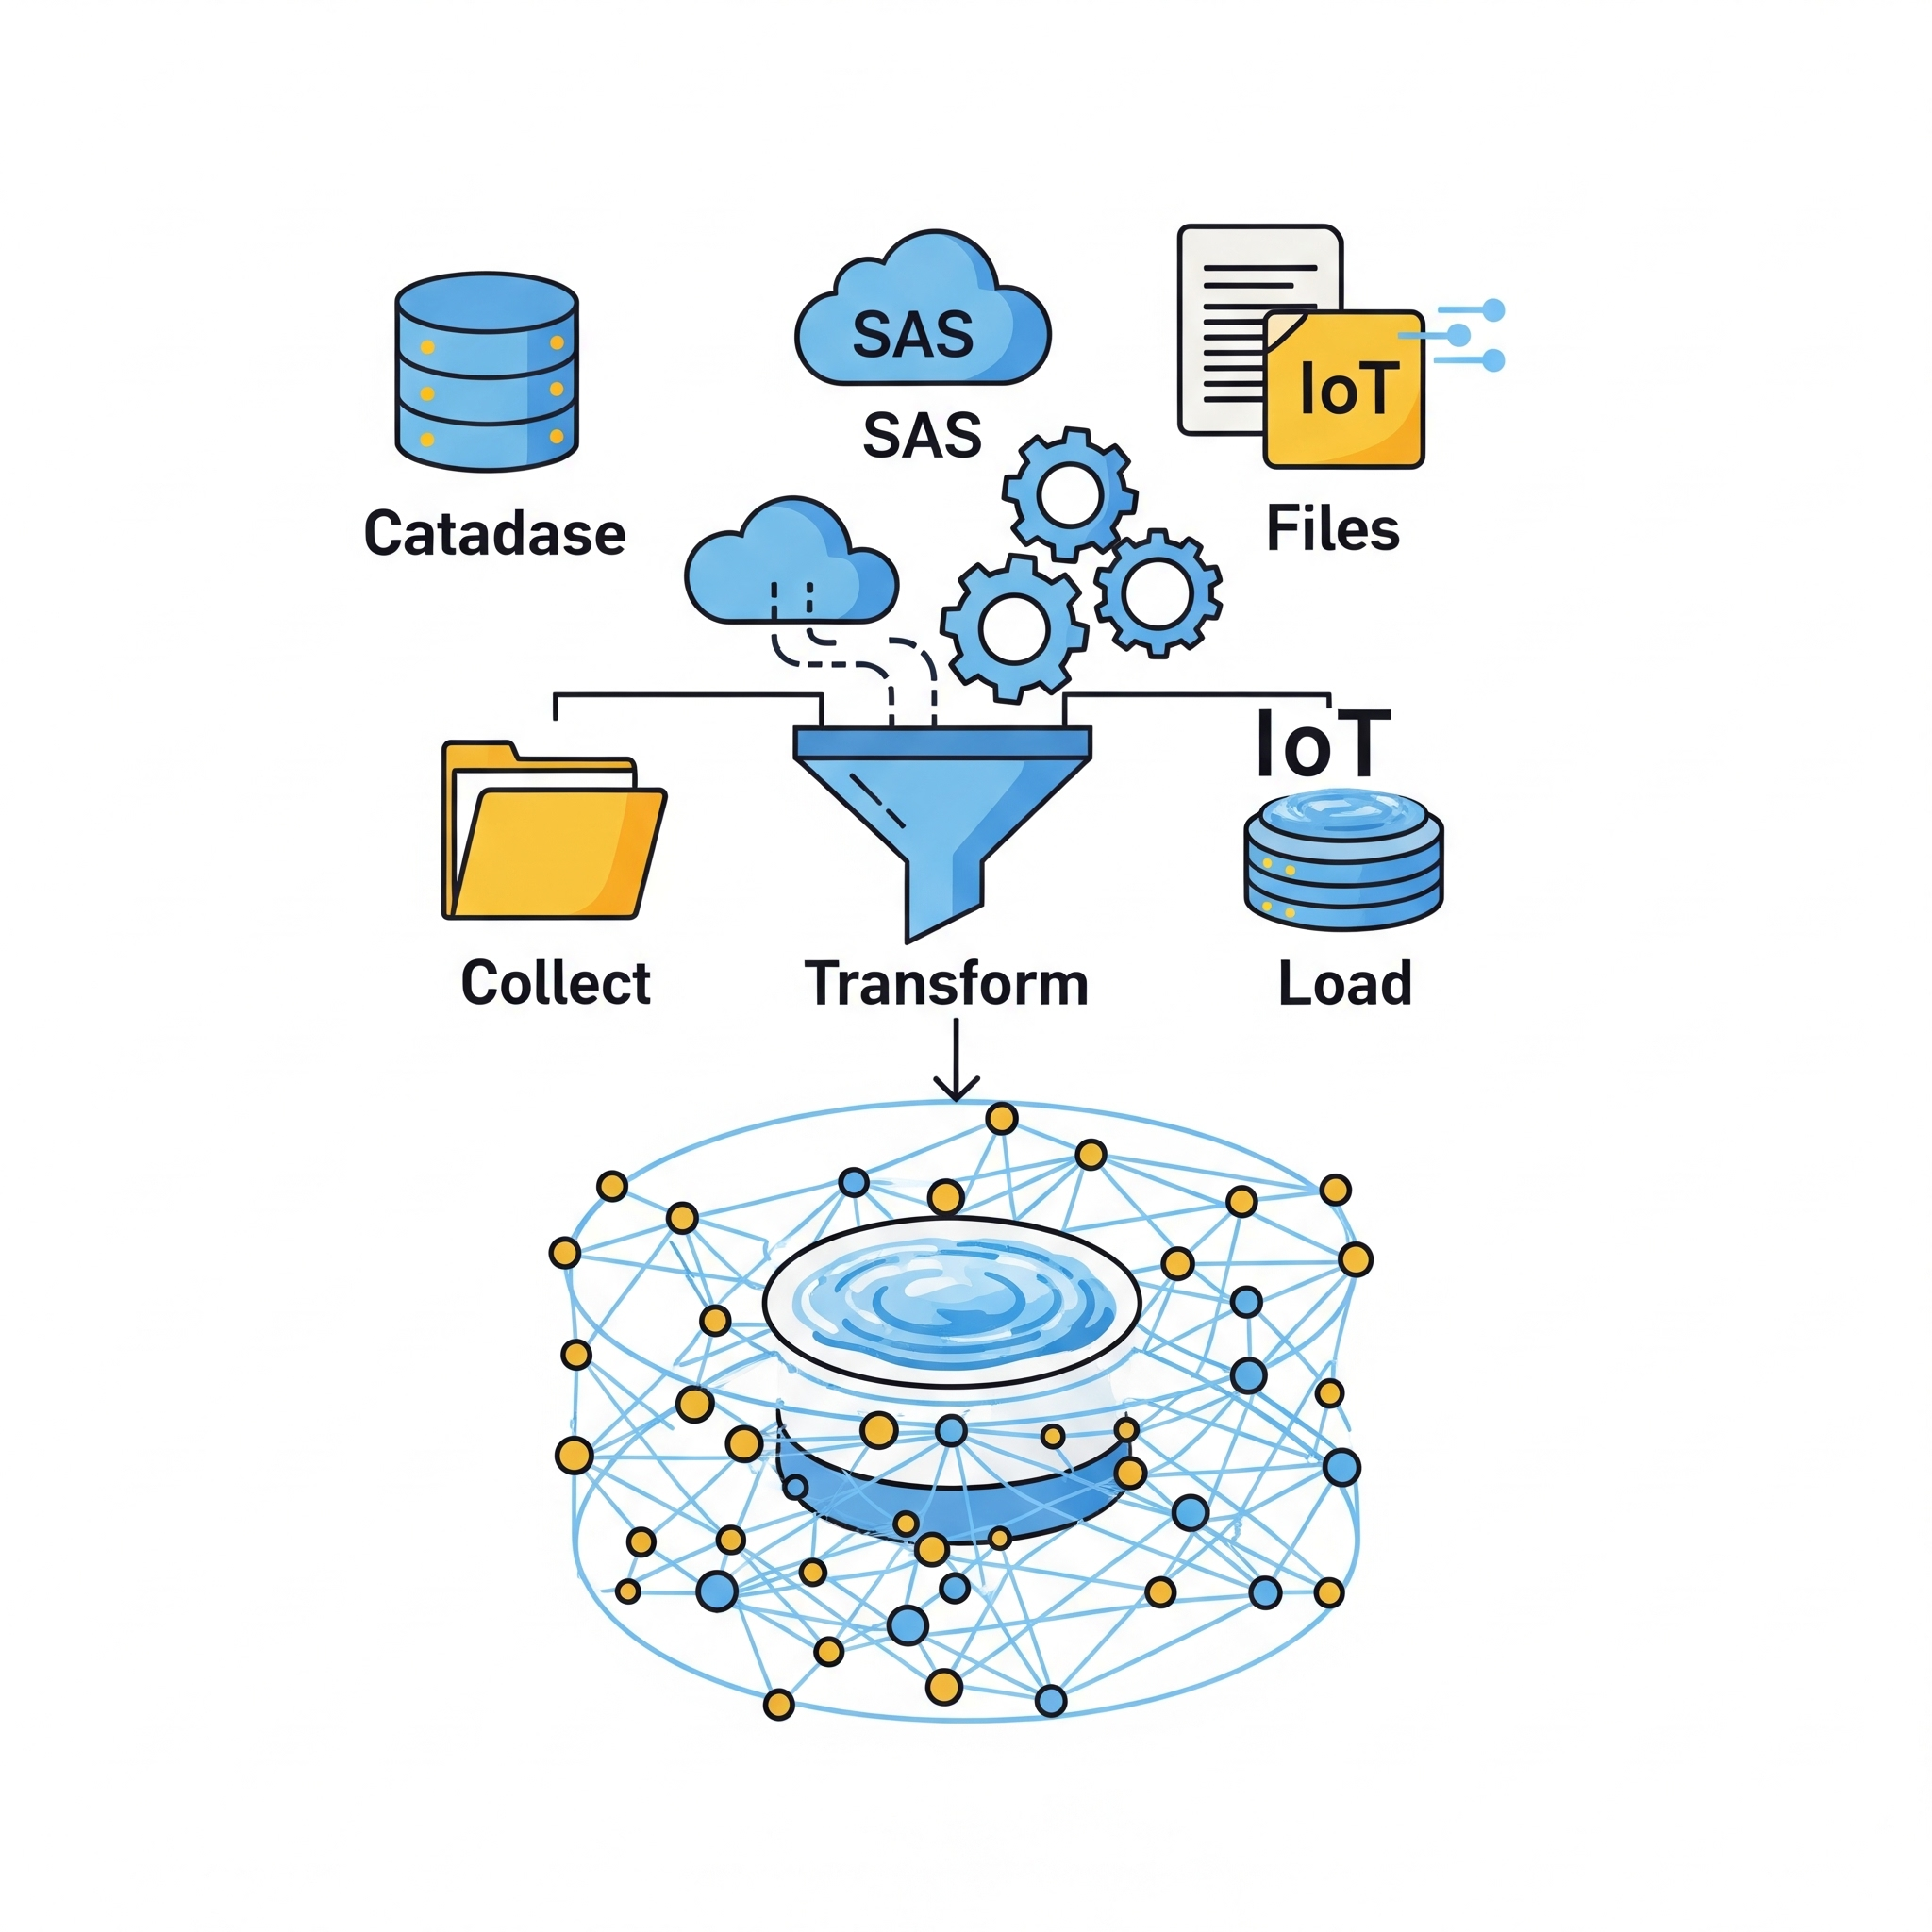 SAS
IoT
SAS
Catadase
Files
IoT
Collect
Transform
Load